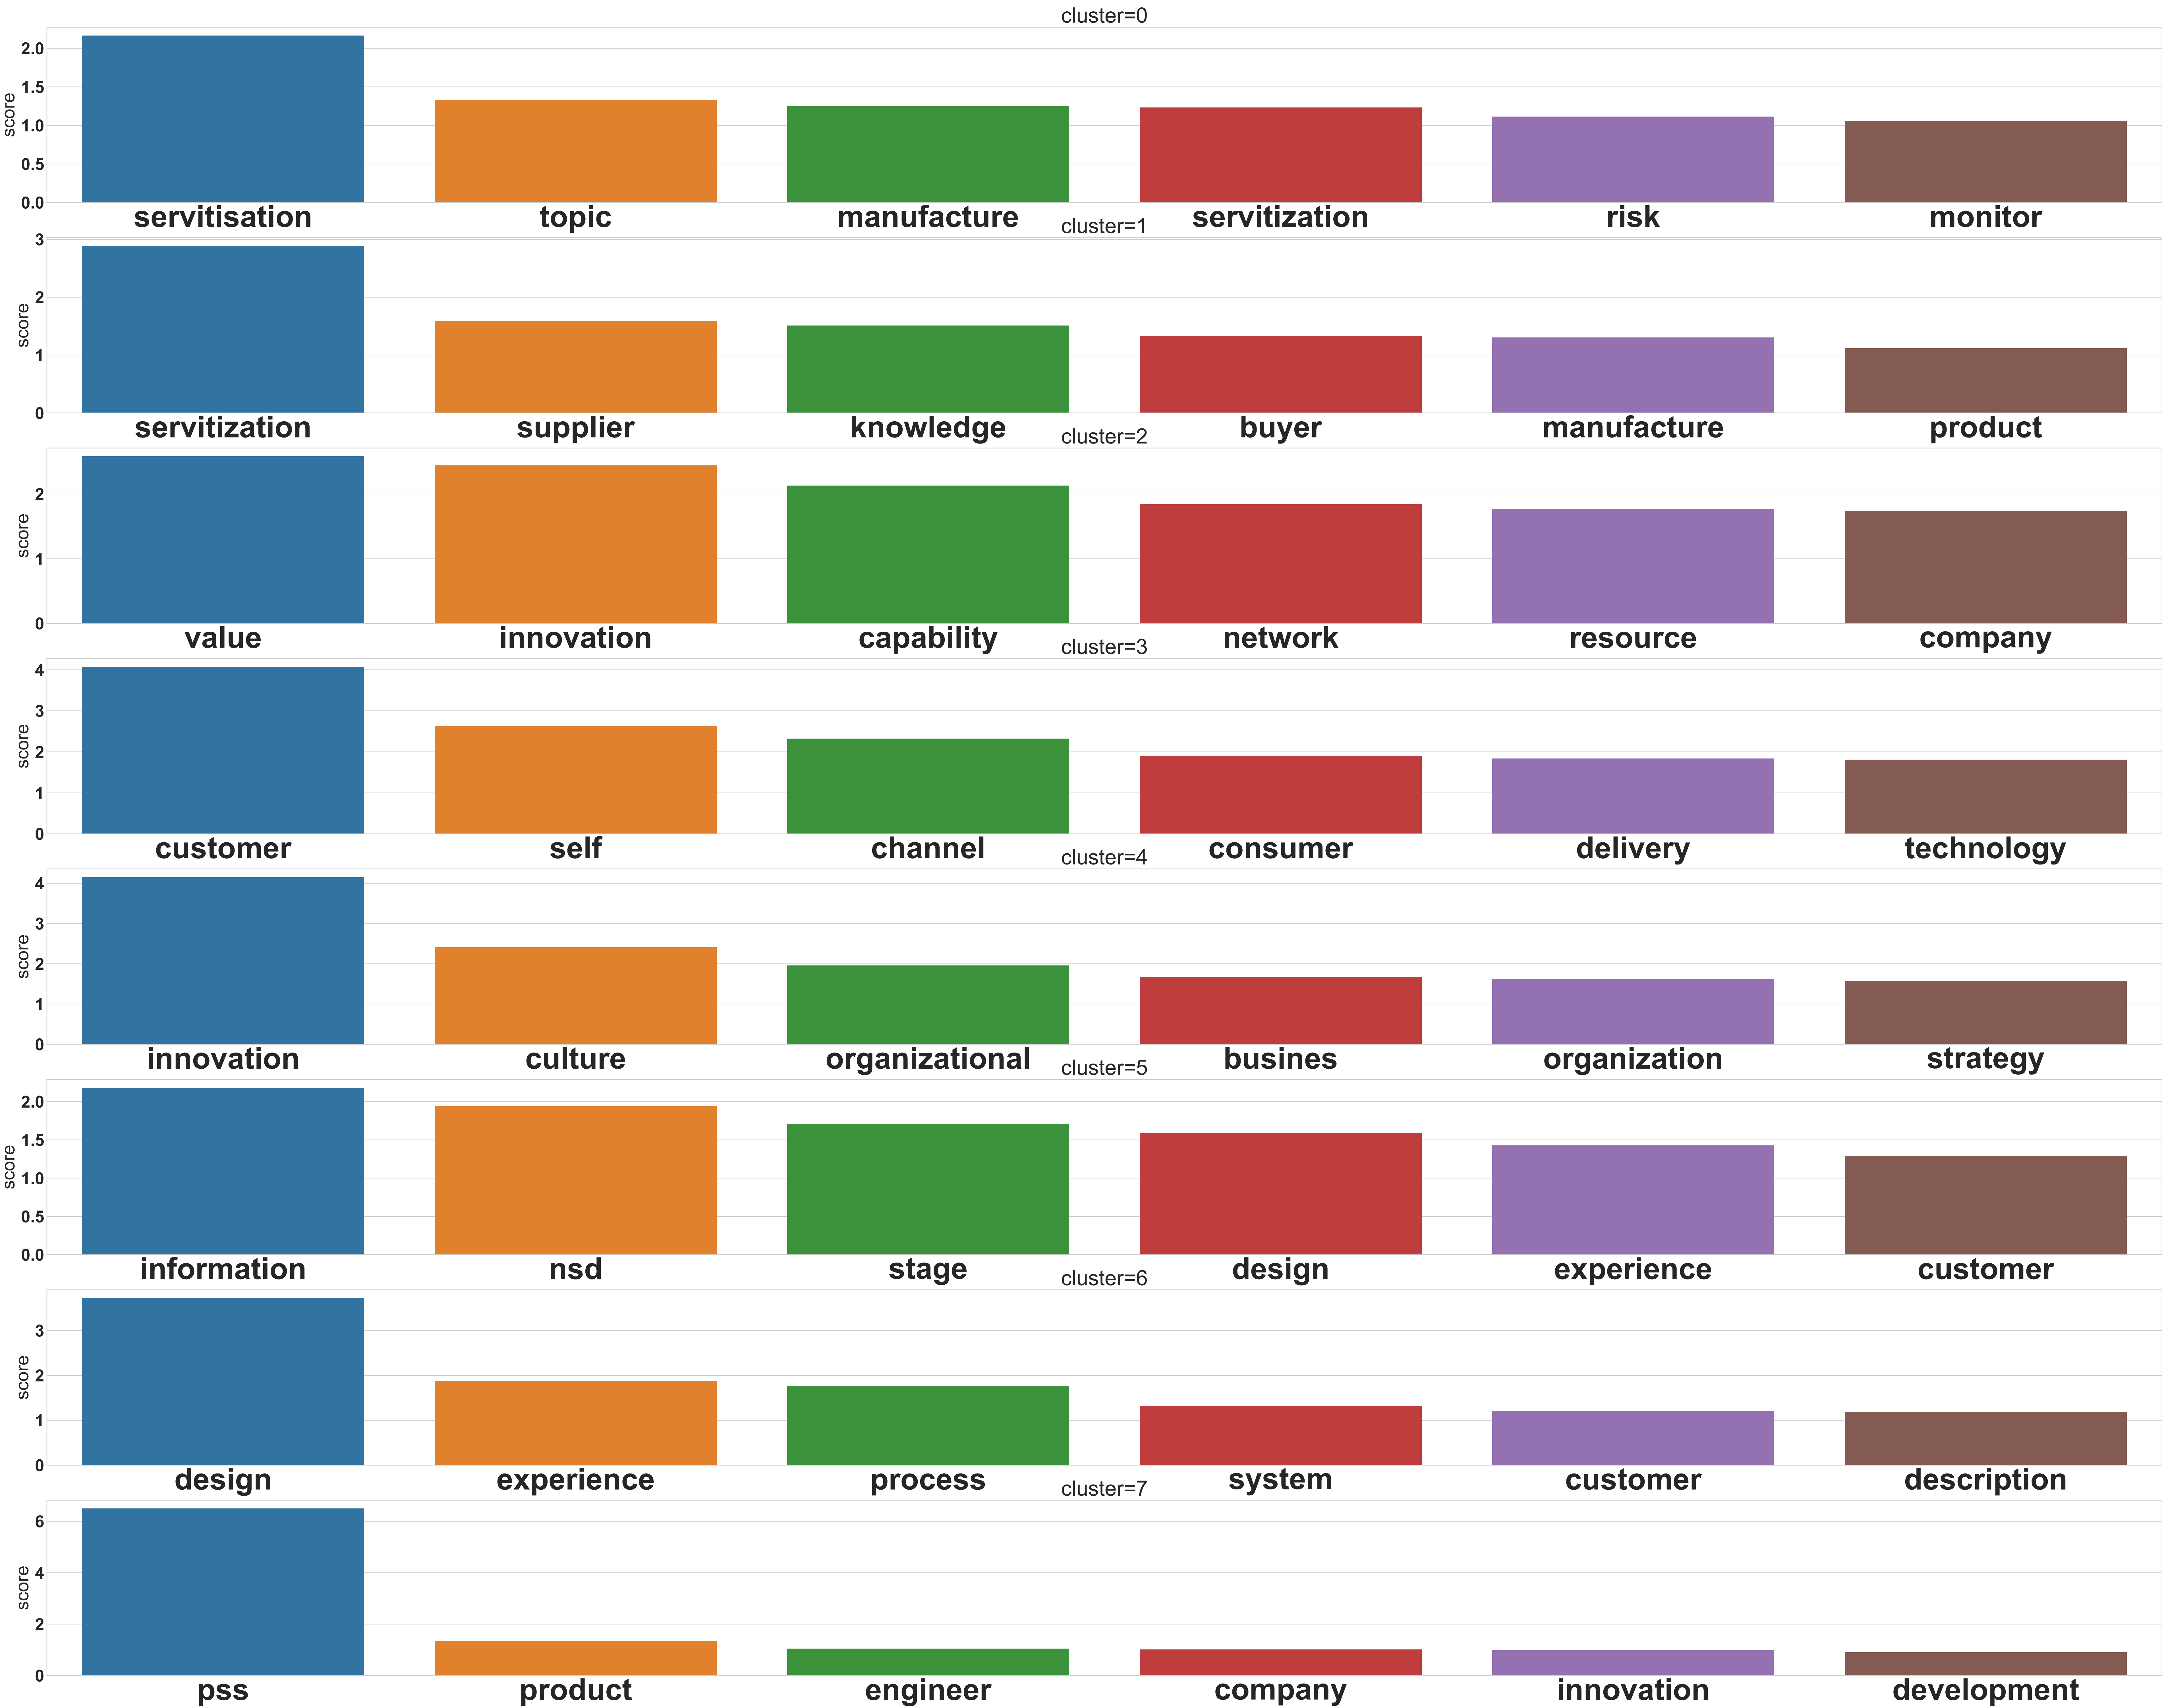 cluster=0
score
2.0
1.5
1.0
0.5
0.0
servitisation topic manufacture servitization risk monitor
cluster=1
score
3
2
1
0
servitization supplier knowledge buyer manufacture product
cluster=2
score
2
1
0
value innovation capability network resource company
cluster=3
score
4
3
2
1
0
customer self channel consumer delivery technology
cluster=4
score
4
3
2
1
0
innovation culture organizational busines organization strategy
cluster=5
score
2.0
1.5
1.0
0.5
0.0
information nsd stage design experience customer
cluster=6
score
3
2
1
0
design experience process system customer description
cluster=7
score
6
4
2
0
pss product engineer company innovation development